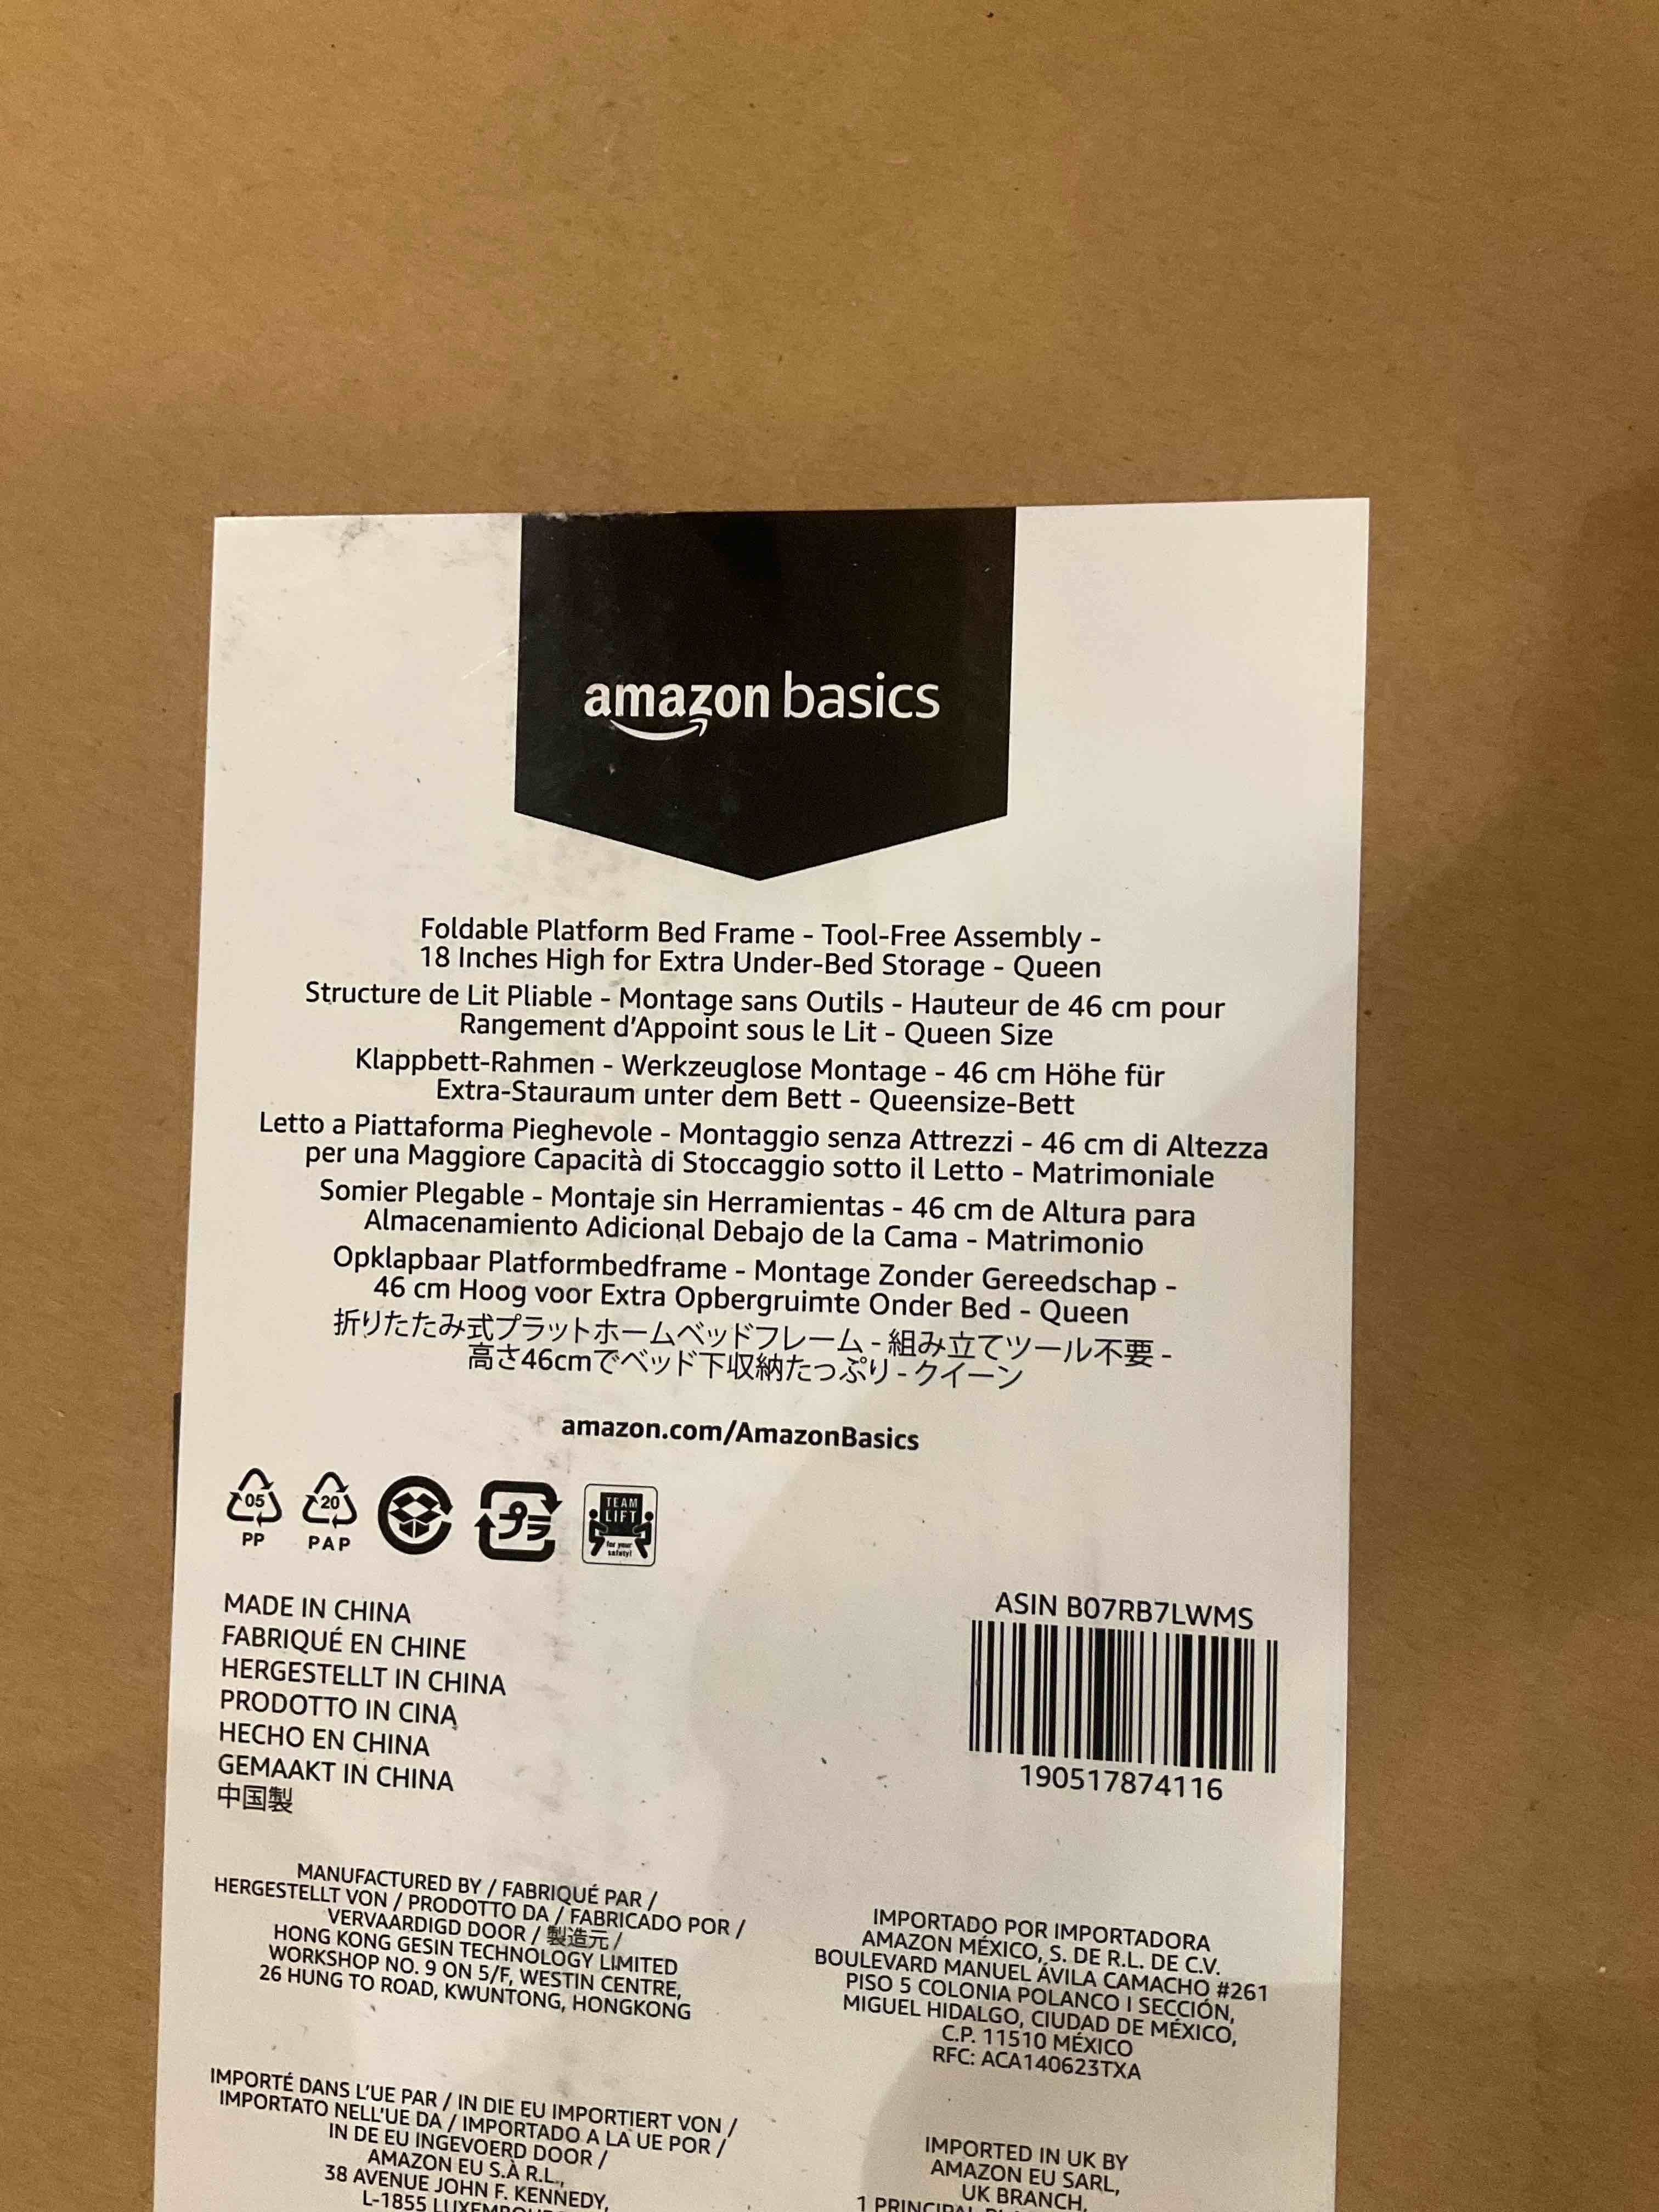 amazon basics
Foldable Platform Bed Frame - Tool-Free Assembly -
18 Inches High for Extra Under-Bed Storage - Queen
Structure de Lit Pliable - Montage sans Outils - Hauteur de 46 cm pour
Rangement d'Appoint sous le Lit - Queen Size
Klappbett-Rahmen - Werkzeuglose Montage - 46 cm Höhe für
Extra-Stauraum unter dem Bett - Queensize-Bett
Letto a Piattaforma Pieghevole - Montaggio senza Attrezzi - 46 cm di Altezza
per una Maggiore Capacità di Stoccaggio sotto il Letto - Matrimoniale
Somier Plegable - Montaje sin Herramientas - 46 cm de Altura para
Almacenamiento Adicional Debajo de la Cama - Matrimonio
Opklapbaar Platformbedframe - Montage Zonder Gereedschap -
46 cm Hoog voor Extra Opbergruimte Onder Bed - Queen
折りたたみ式プラットホームベッドフレーム - 組み立てツール不要 -
高さ46cmでベッド下収納たっぷり - クイーン
amazon.com/AmazonBasics
05
PP
20
PAP
プラ
TEAM
LIFT
for your
safety!
MADE IN CHINA
FABRIQUÉ EN CHINE
HERGESTELLT IN CHINA
PRODOTTO IN CINA
HECHO EN CHINA
GEMAAKT IN CHINA
中国製
ASIN B07RB7LWMS
190517874116
MANUFACTURED BY / FABRIQUÉ PAR /
HERGESTELLT VON / PRODOTTO DA / FABRICADO POR /
VERVAARDIGD DOOR / 製造元 /
HONG KONG GESIN TECHNOLOGY LIMITED
WORKSHOP NO. 9 ON 5/F, WESTIN CENTRE,
26 HUNG TO ROAD, KWUNTONG, HONGKONG
IMPORTADO POR IMPORTADORA
AMAZON MÉXICO, S. DE R.L. DE C.V.
BOULEVARD MANUEL ÁVILA CAMACHO #261
PISO 5 COLONIA POLANCO I SECCIÓN,
MIGUEL HIDALGO, CIUDAD DE MÉXICO,
C.P. 11510 MÉXICO
RFC: ACA140623TXA
IMPORTÉ DANS L'UE PAR / IN DIE EU IMPORTIERT VON /
IMPORTATO NELL'UE DA / IMPORTADO A LA UE POR /
IN DE EU INGEVOERD DOOR /
AMAZON EU S.À R.L.,
38 AVENUE JOHN F. KENNEDY,
L-1855
IMPORTED IN UK BY
AMAZON EU SARL,
UK BRANCH,
1 PRINCIPAL